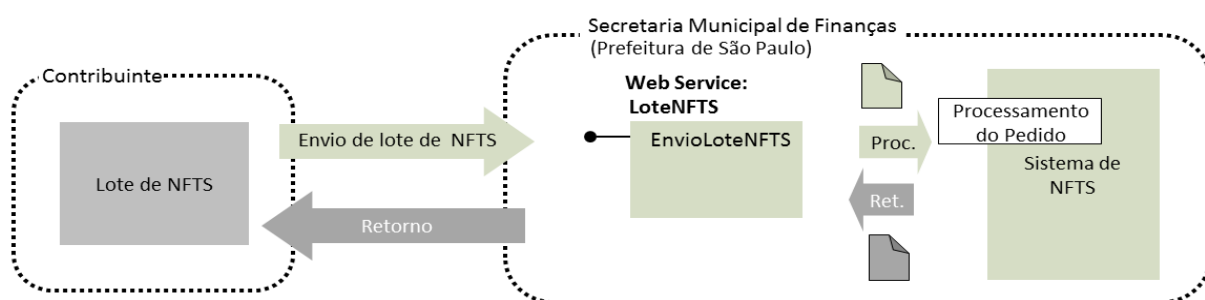 Secretaria Municipal de Finanças
(Prefeitura de São Paulo)
Contribuinte
Lote de NFTS
Envio de lote de NFTS
Retorno
Web Service:
LoteNFTS
EnvioLoteNFTS
Proc.
Ret.
Processamento
do Pedido
Sistema de
NFTS